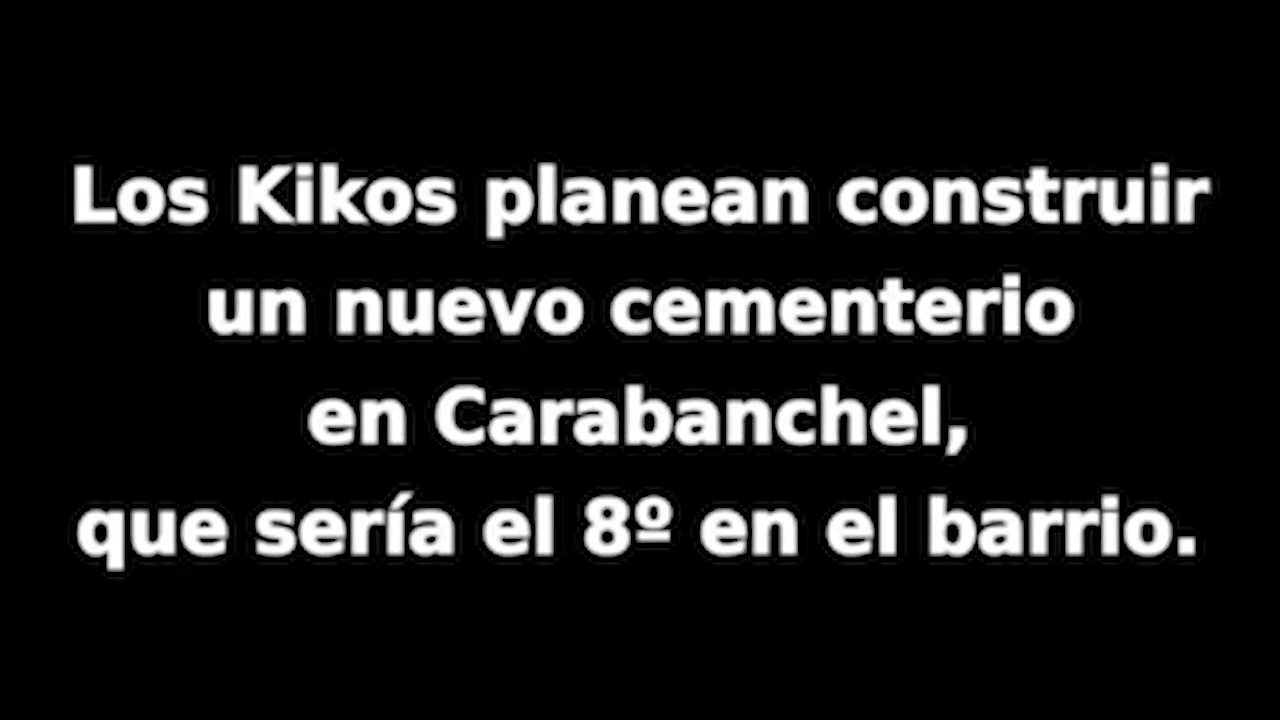 Los Kikos planean construir
un nuevo cementerio
en Carabanchel,
que sería el 8º en el barrio.